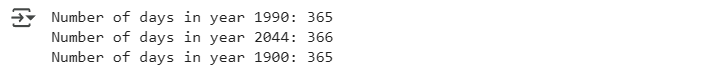 Number of days in year 1990: 365
Number of days in year 2044: 366
Number of days in year 1900: 365